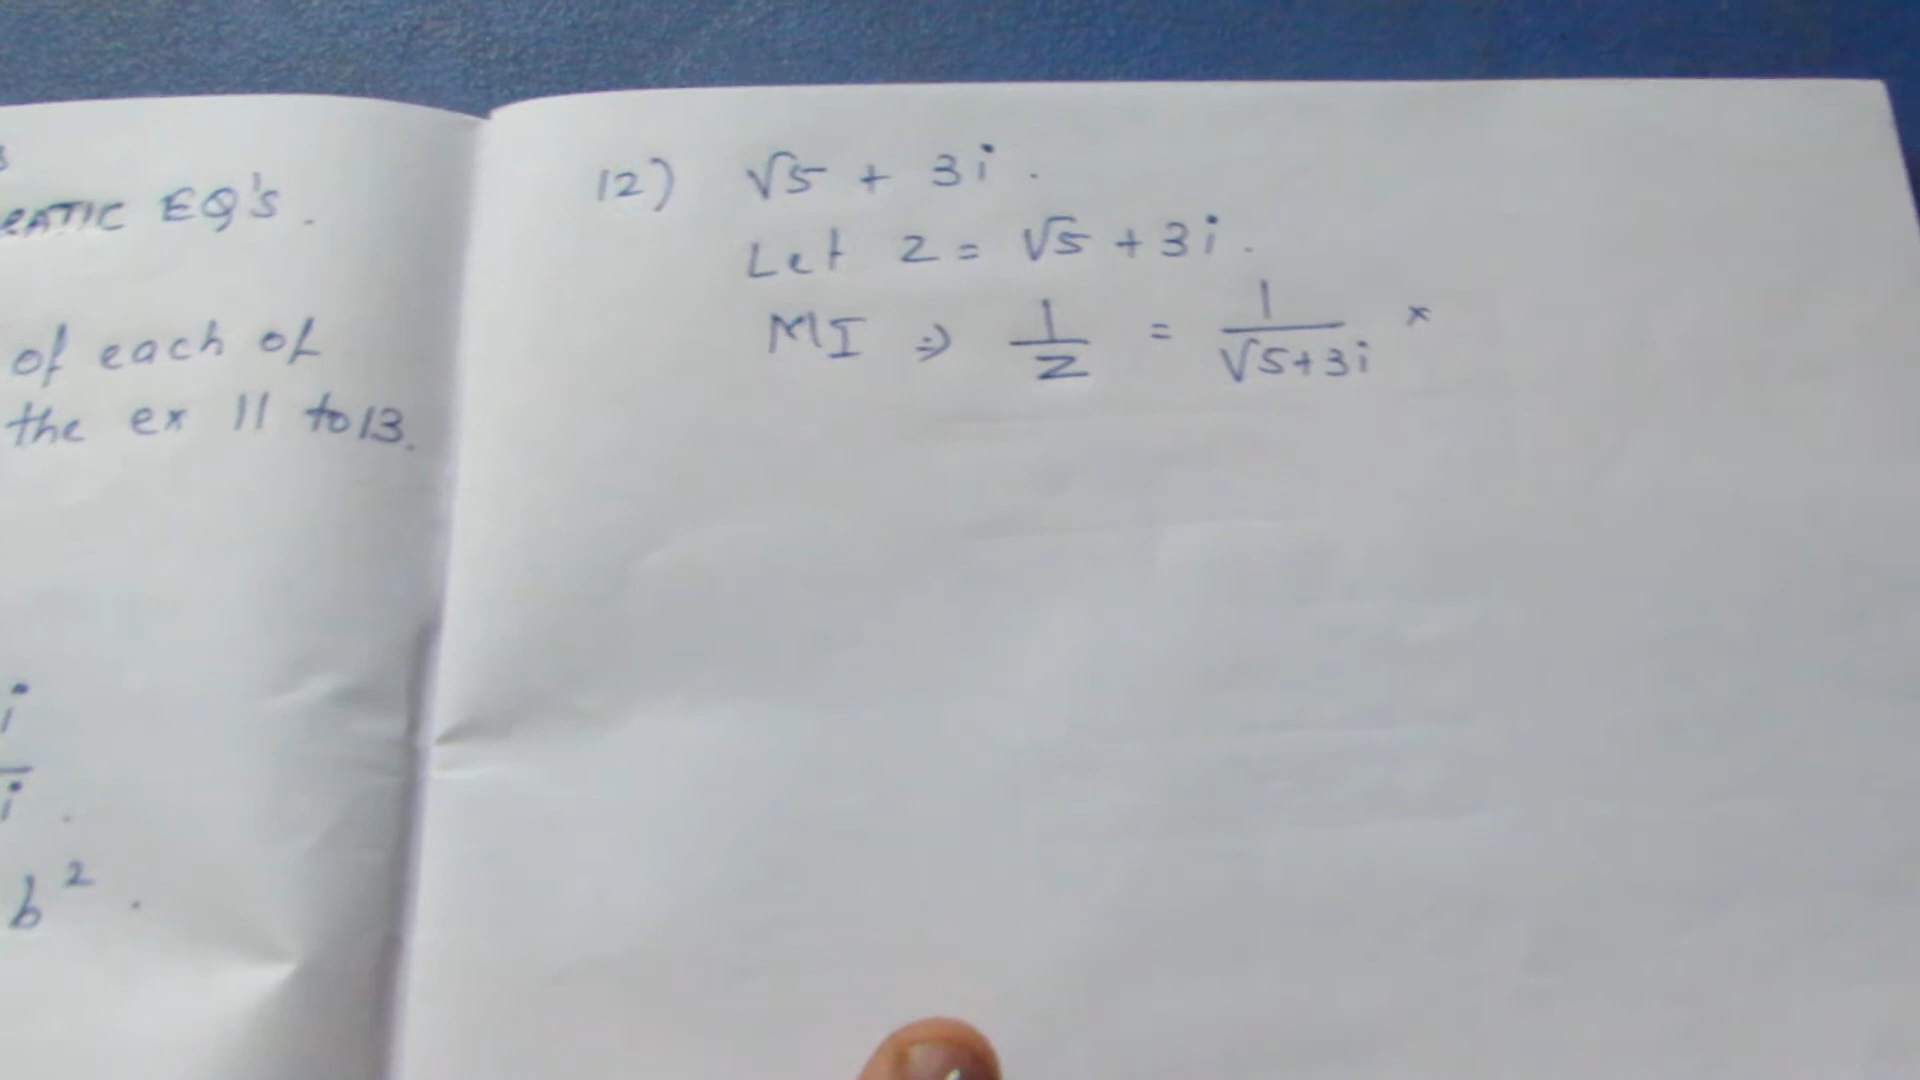 EQ's.
of each of
the ex 11 to 13.
i
i.
b².
12) √5 + 3i.
Let z = √5 + 3i.
MI ⇒ 1/z = 1/√5+3i ×